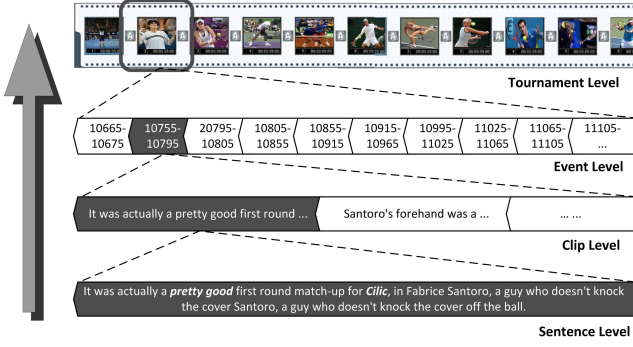 Tournament Level
10665- 10755- 20795- 10805- 10855- 10915- 10995- 11025- 11065- 11105-
10675 10795 10805 10855 10915 10965 11025 11065 11105 ...
Event Level
It was actually a pretty good first round ... Santoro's forehand was a ... ... ...
Clip Level
It was actually a pretty good first round match-up for Cilic, in Fabrice Santoro, a guy who doesn't knock
the cover Santoro, a guy who doesn't knock the cover off the ball.
Sentence Level